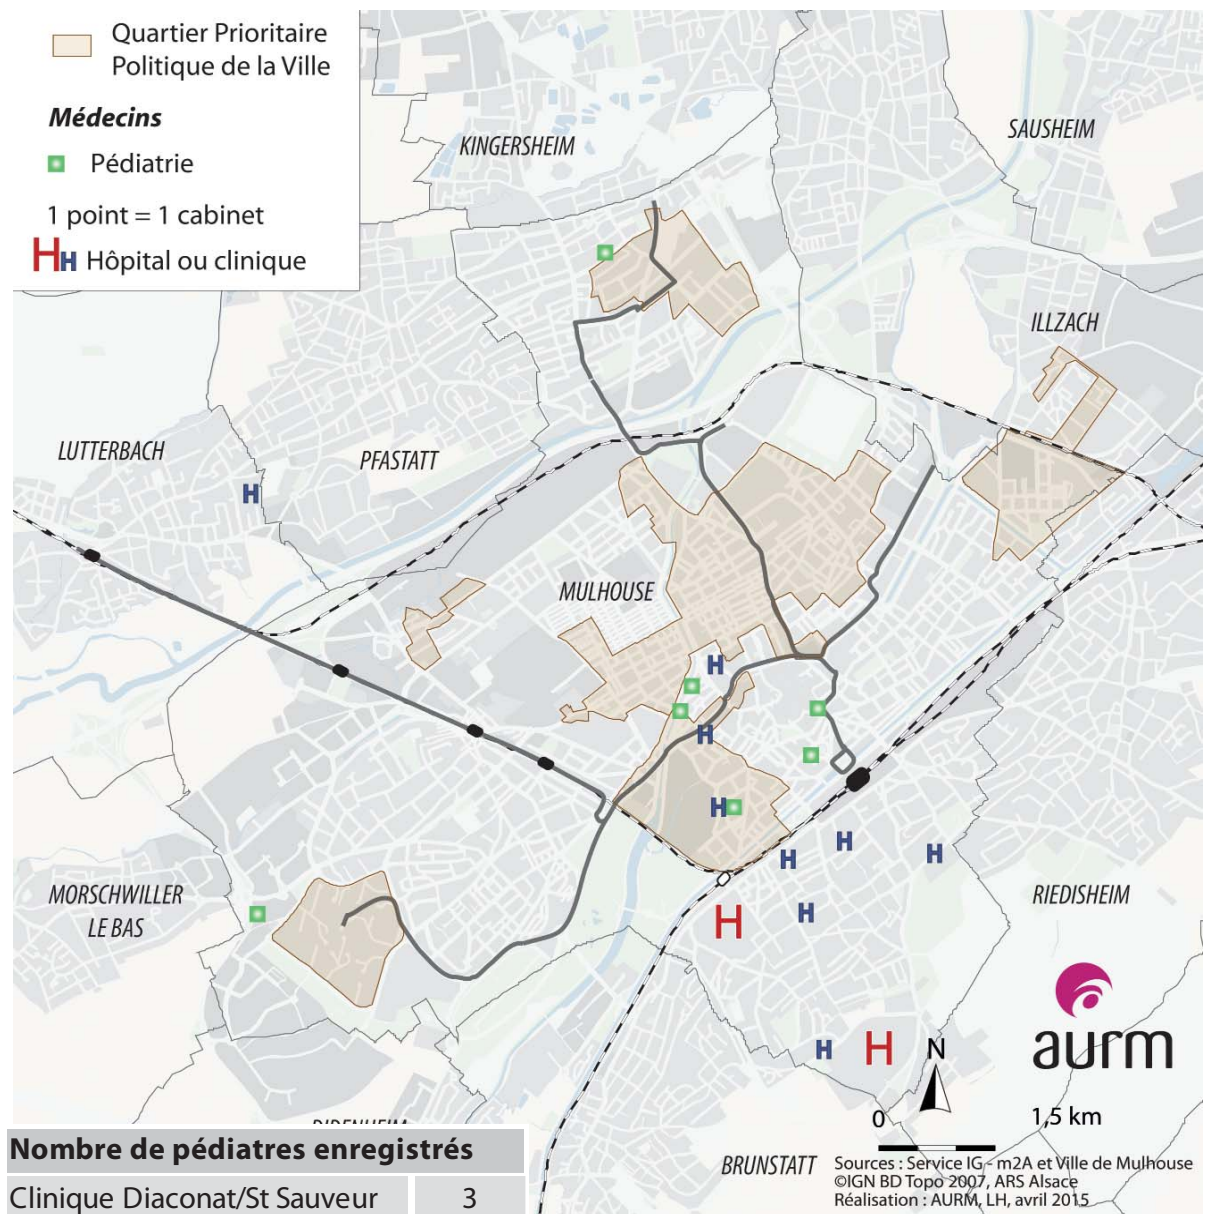 Quartier Prioritaire
Politique de la Ville
Médecins
Pédiatrie
1 point = 1 cabinet
HH Hôpital ou clinique
KINGERSHEIM
SAUSHEIM
ILLZACH
LUTTERBACH
PFASTATT
H
MULHOUSE
H
H
H
H
H
H
MORSCHWILLER
LE BAS
RIEDISHEIM
H
H
aurm
H
H
N
0
1,5 km
BRUNSTATT
Sources : Service IG - m2A et Ville de Mulhouse
©IGN BD Topo 2007, ARS Alsace
Réalisation : AURM, LH, avril 2015
Nombre de pédiatres enregistrés
Clinique Diaconat/St Sauveur 3